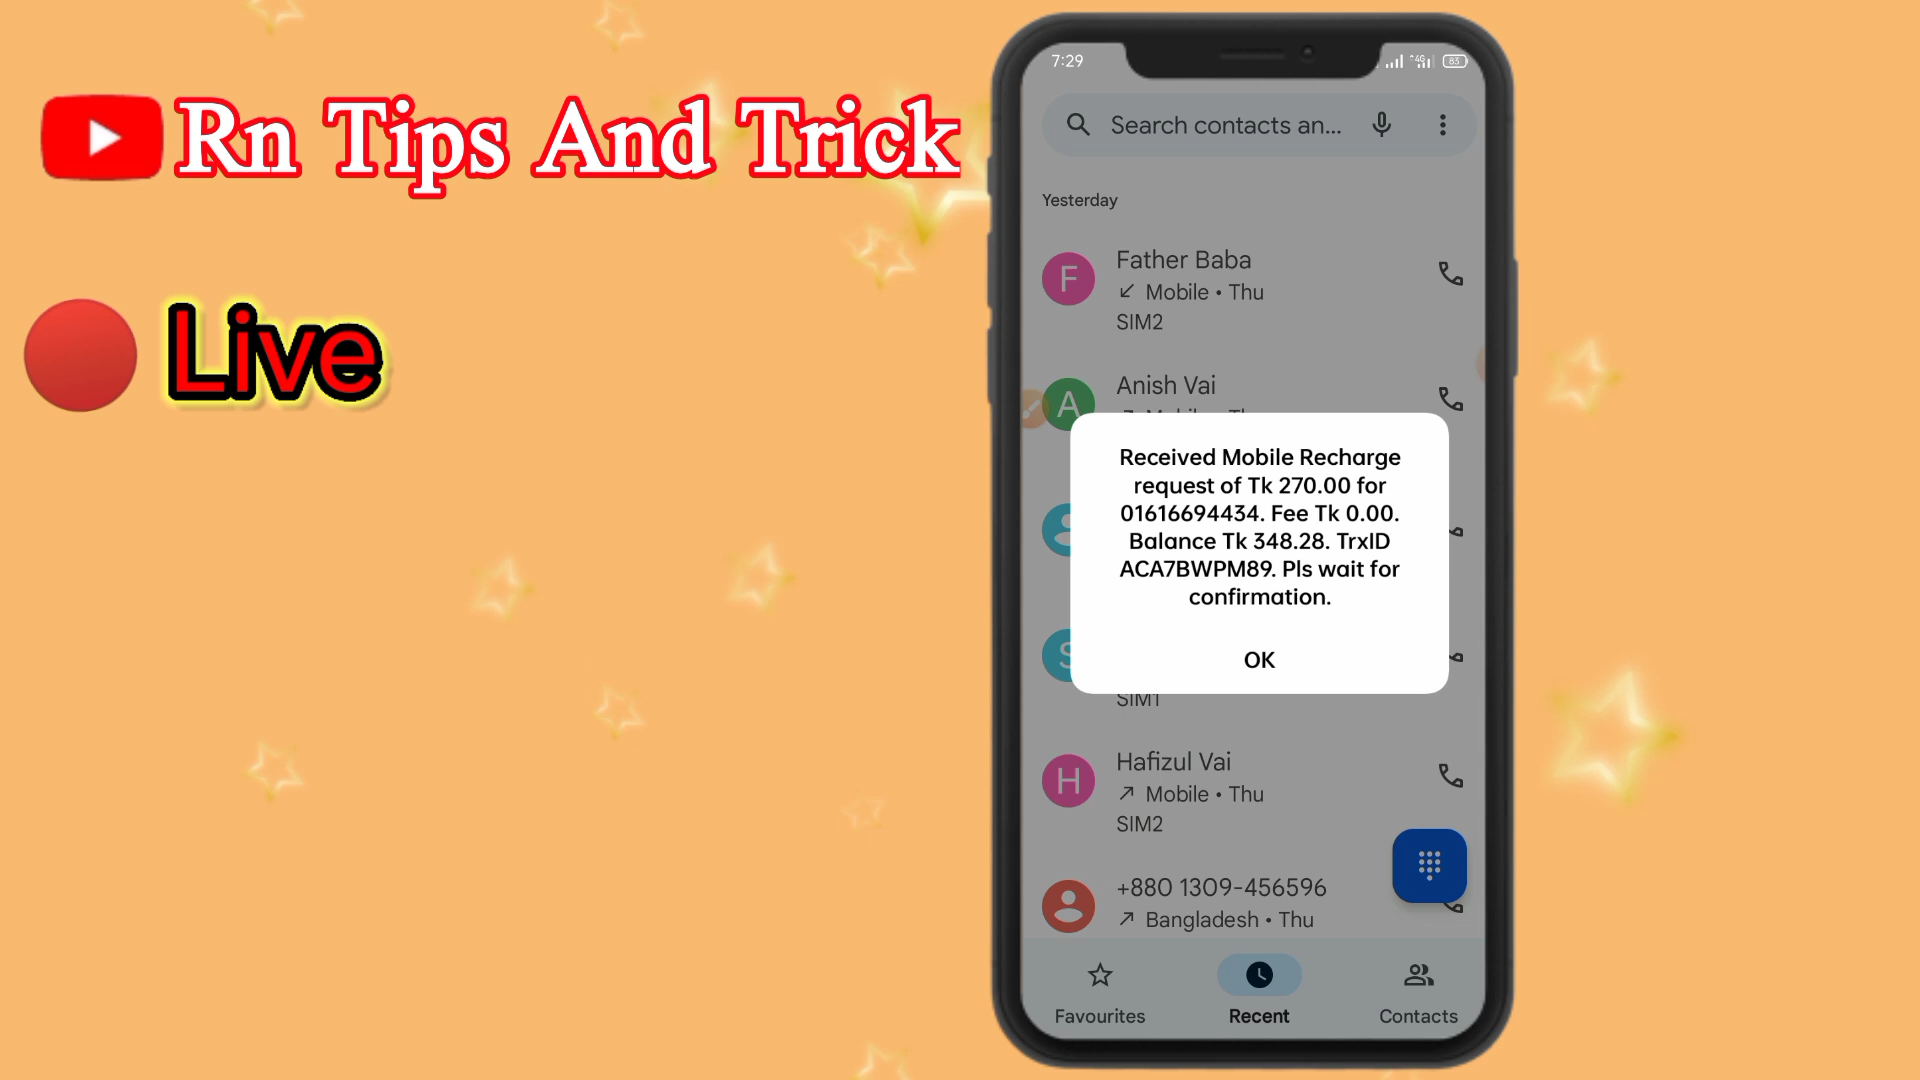 Rn Tips And Trick
Live
7:29
4G
83
Search contacts an...
Yesterday
F
Father Baba
Mobile • Thu
SIM2
A
Anish Vai
Received Mobile Recharge
request of Tk 270.00 for
01616694434. Fee Tk 0.00.
Balance Tk 348.28. TrxID
ACA7BWPM89. Pls wait for
confirmation.
OK
S
SIM1
H
Hafizul Vai
Mobile • Thu
SIM2
+880 1309-456596
Bangladesh • Thu
Favourites
Recent
Contacts